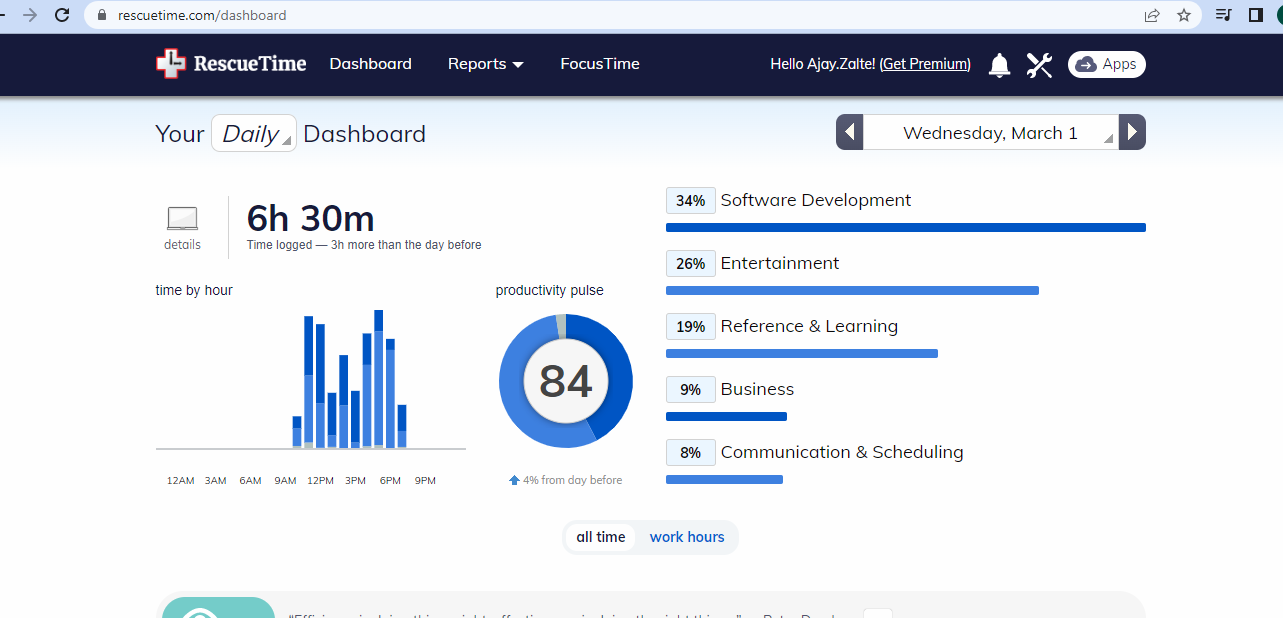 rescuetime.com/dashboard
RescueTime Dashboard Reports FocusTime Hello Ajay.Zalte! (Get Premium) Apps
Your Daily Dashboard
Wednesday, March 1
details
6h 30m
Time logged — 3h more than the day before
time by hour
12AM 3AM 6AM 9AM 12PM 3PM 6PM 9PM
productivity pulse
84
4% from day before
34% Software Development
26% Entertainment
19% Reference & Learning
9% Business
8% Communication & Scheduling
all time work hours